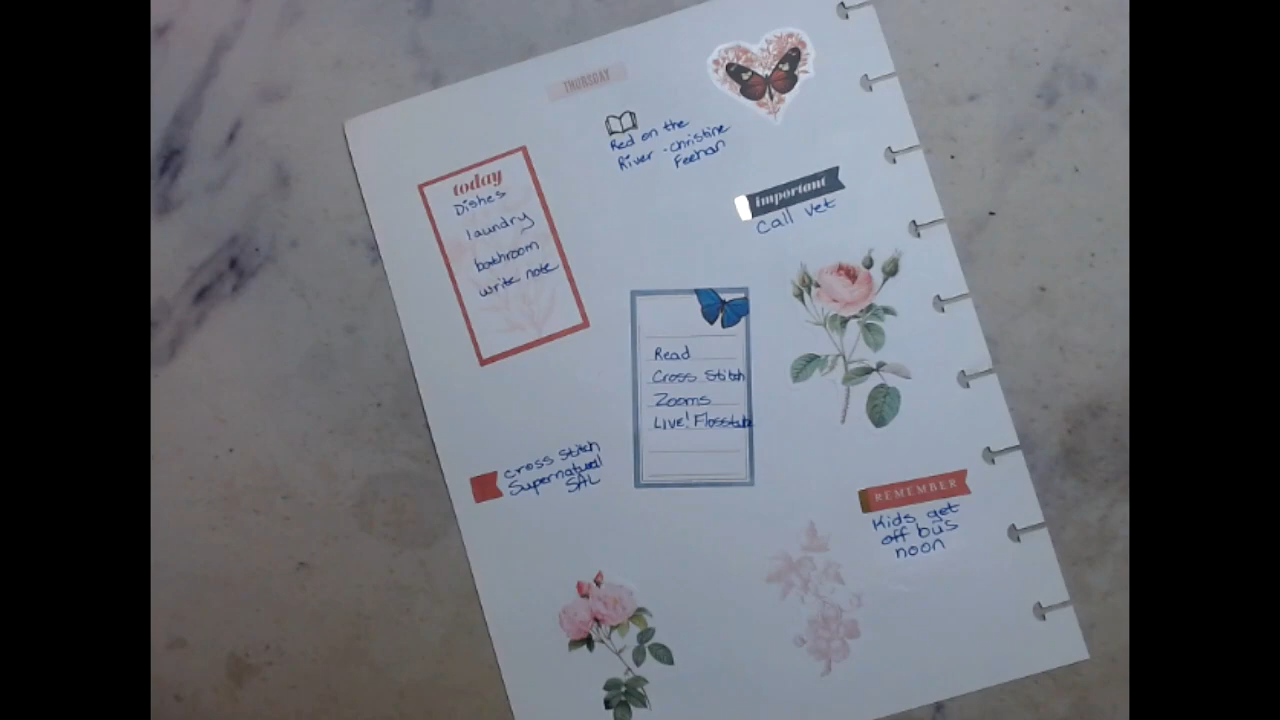 THURSDAY
Red on the
River - Christine
Feehan
today
Dishes
laundry
bathroom
write note
important
Call vet
Read
Cross Stitch
Zooms
Live! Flosstube
cross stitch
Supernatural
SAL
REMEMBER
Kids get
off bus
noon